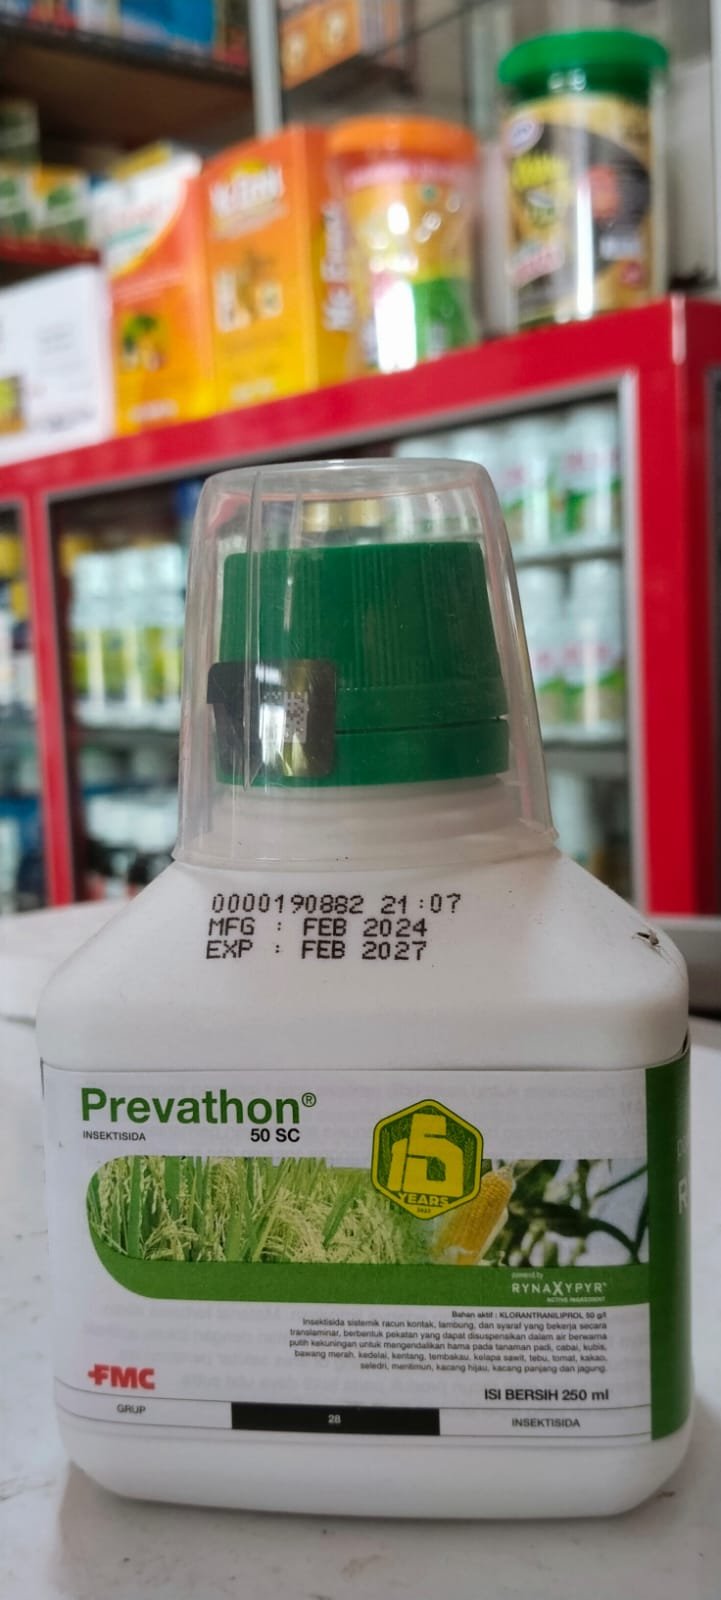 0000190882 21:07
MFG : FEB 2024
EXP : FEB 2027
Prevathon®
INSEKTISIDA 50 SC
15
YEARS
powered by
RYNAXYPYR®
ACTIVE INGREDIENT
Bahan aktif : KLORANTRANILIPROL 50 g/l
Insektisida sistemik racun kontak, lambung, dan syaraf yang bekerja secara
translaminar, berbentuk pekatan yang dapat disuspensikan dalam air berwarna
putih kekuningan untuk mengendalikan hama pada tanaman padi, cabai, kubis,
bawang merah, kedelai, kentang, tembakau, kelapa sawit, tebu, tomat, kakao,
seledri, mentimun, kacang hijau, kacang panjang dan jagung.
FMC
ISI BERSIH 250 ml
GRUP 28 INSEKTISIDA